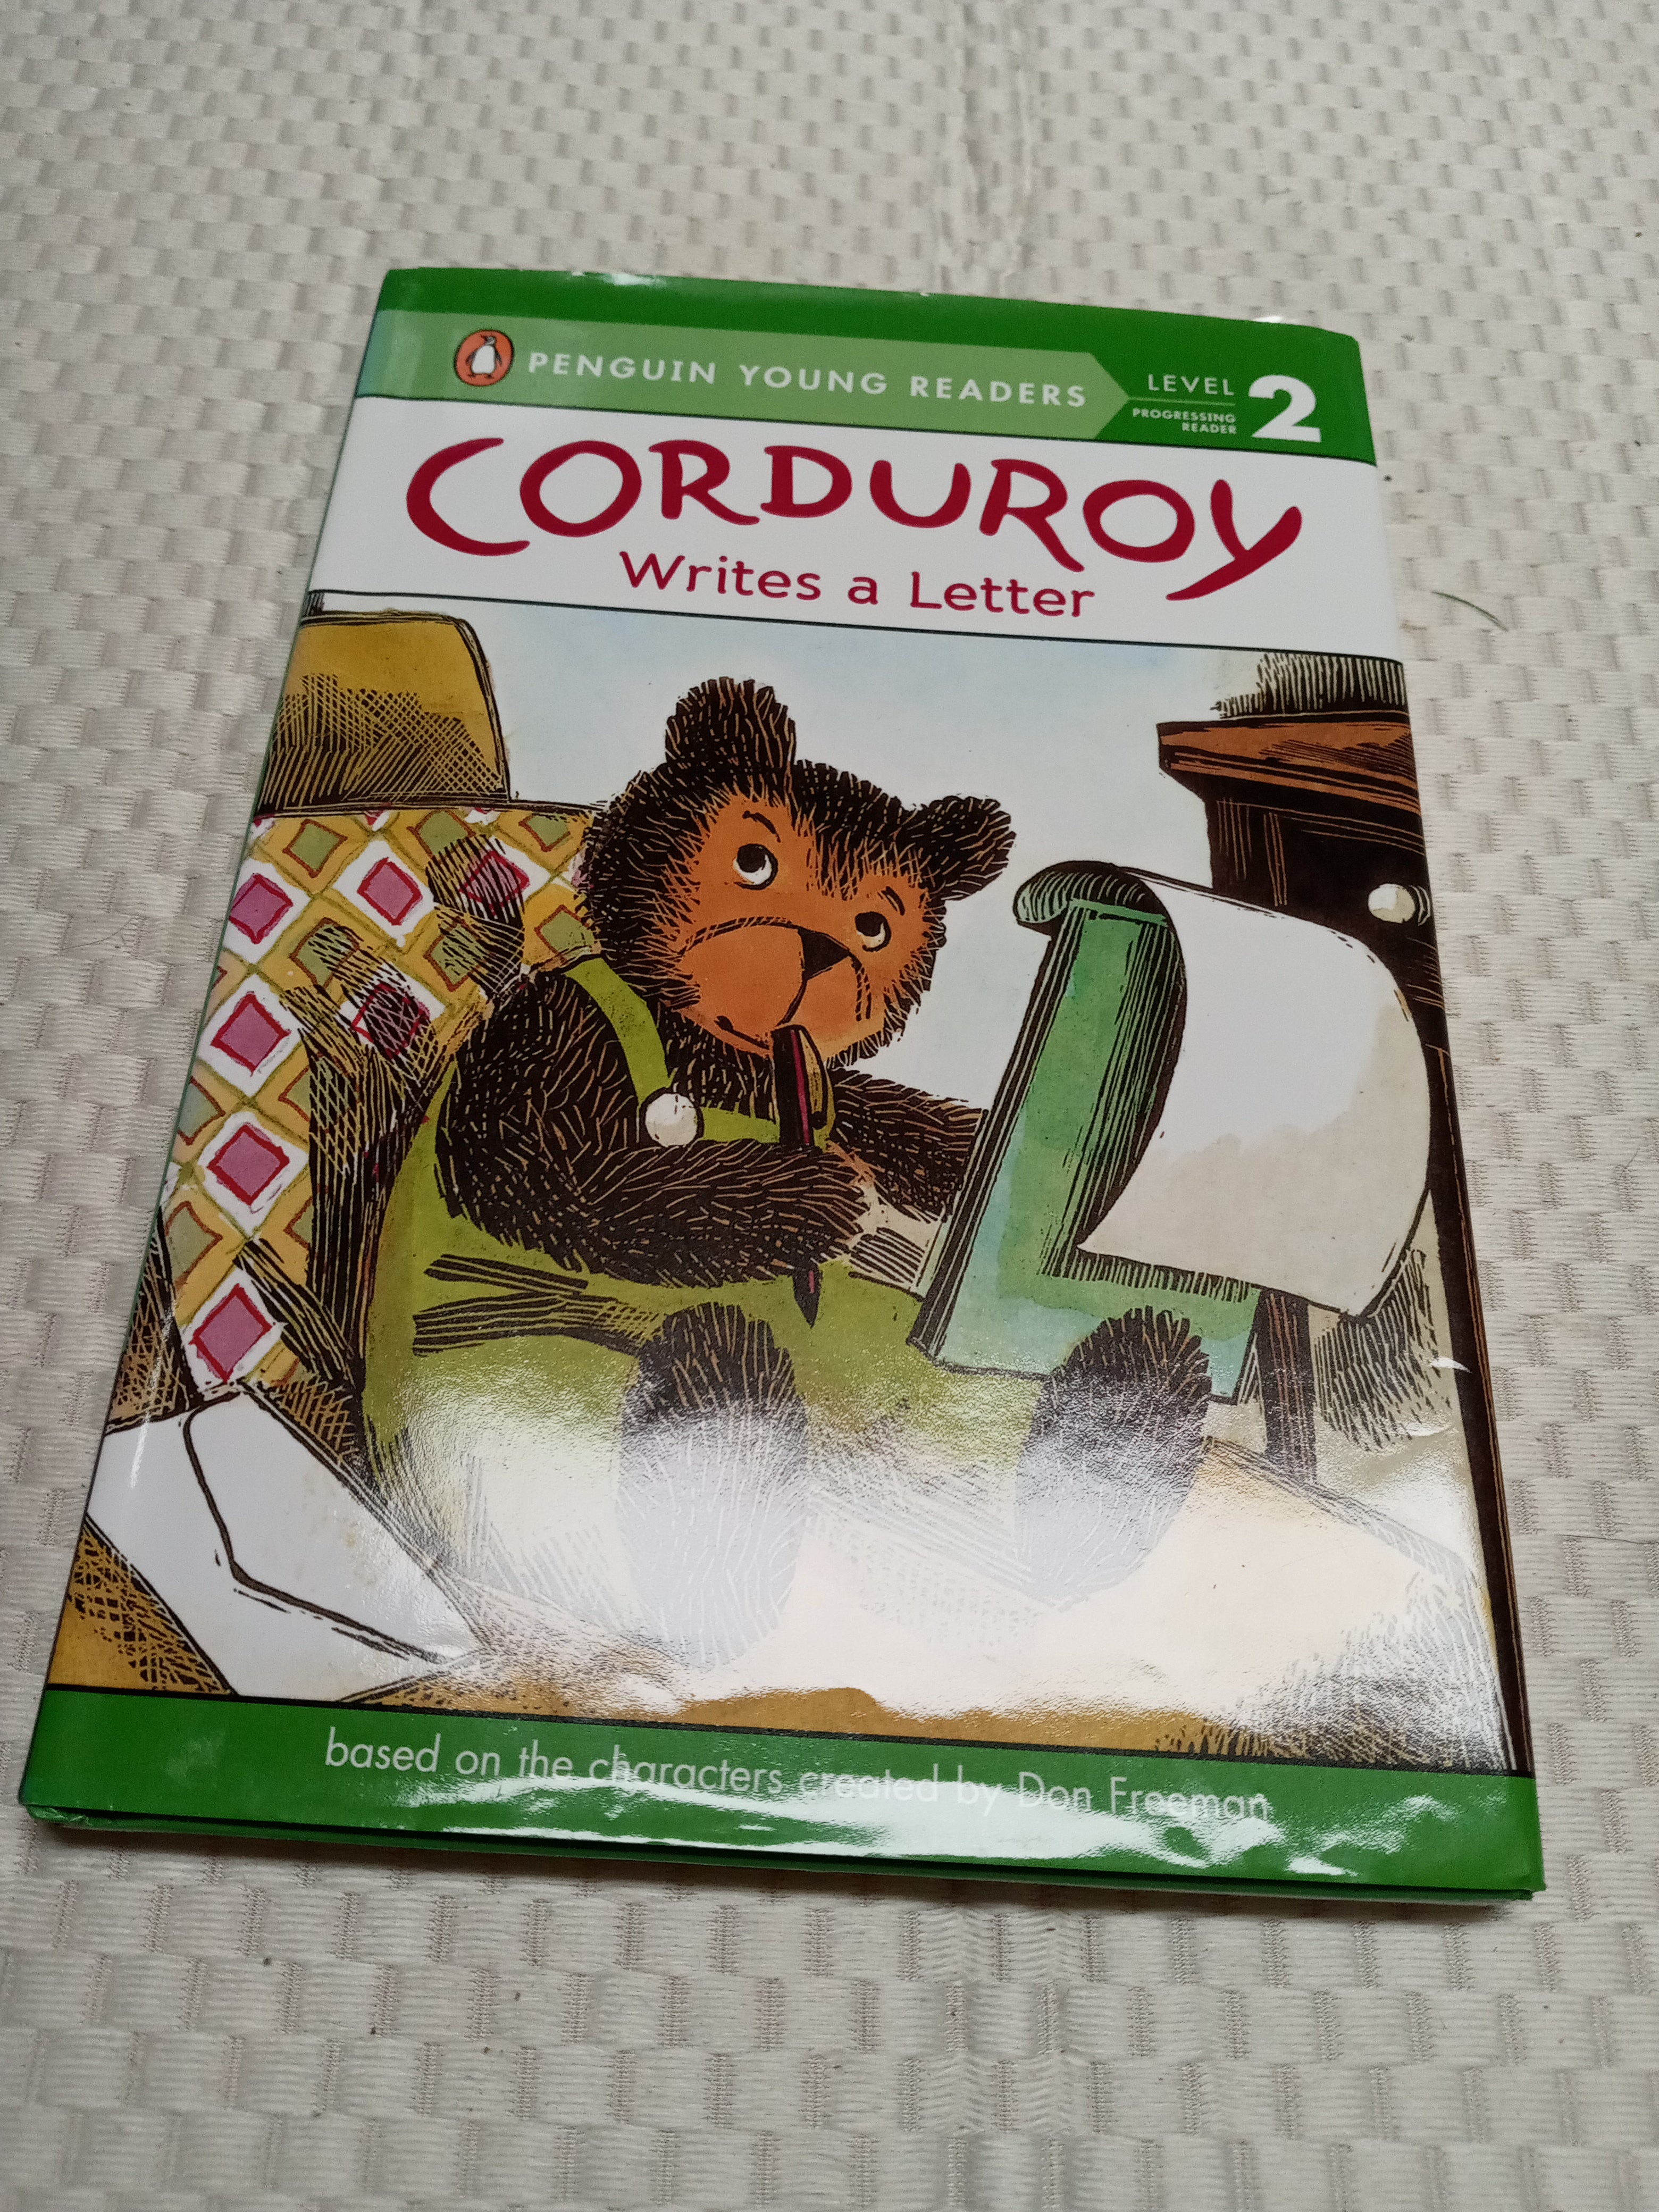 PENGUIN YOUNG READERS
LEVEL 2
PROGRESSING
READER
CORDUROY
Writes a Letter
based on the characters created by Don Freeman